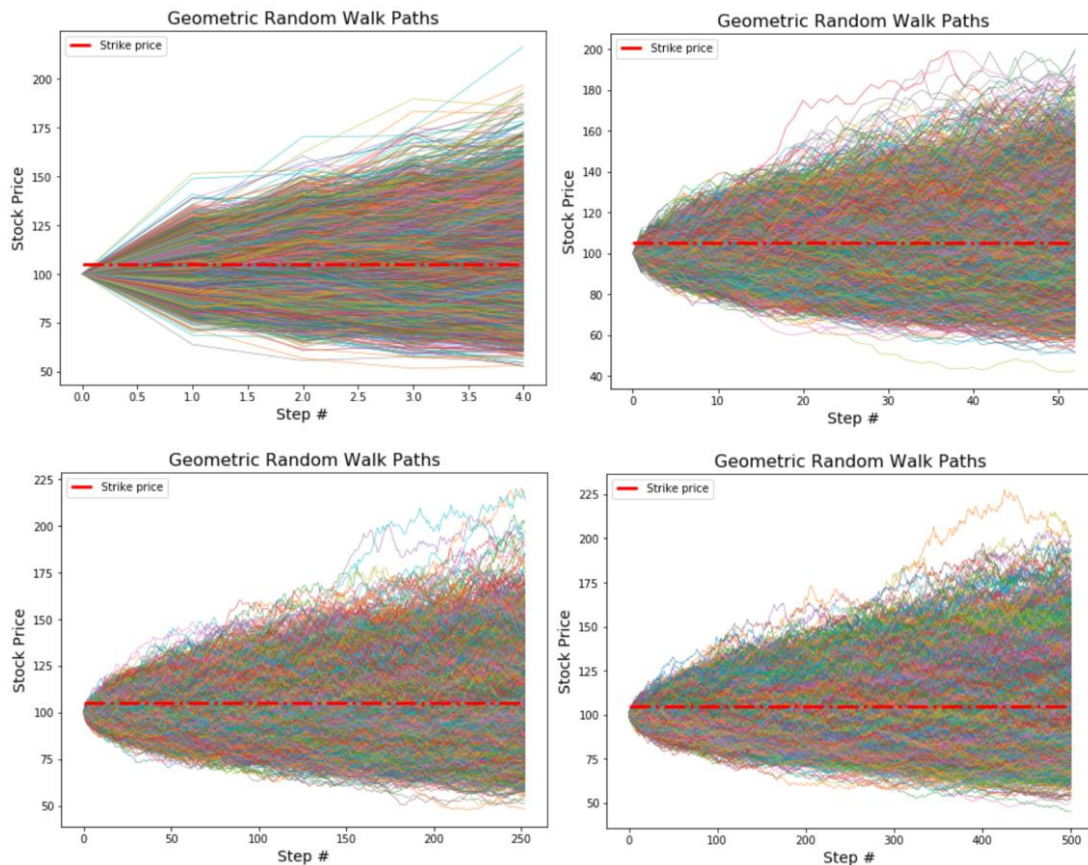 Geometric Random Walk Paths
Strike price
Stock Price
200
175
150
125
100
75
50
0.0 0.5 1.0 1.5 2.0 2.5 3.0 3.5 4.0
Step #
Geometric Random Walk Paths
Strike price
Stock Price
200
180
160
140
120
100
80
60
40
0 10 20 30 40 50
Step #
Geometric Random Walk Paths
Strike price
Stock Price
225
200
175
150
125
100
75
50
0 50 100 150 200 250
Step #
Geometric Random Walk Paths
Strike price
Stock Price
225
200
175
150
125
100
75
50
0 100 200 300 400 500
Step #